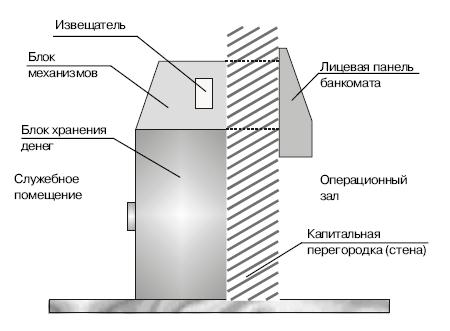 Извещатель
Блок
механизмов
Лицевая панель
банкомата
Блок хранения
денег
Служебное
помещение
Операционный
зал
Капитальная
перегородка (стена)